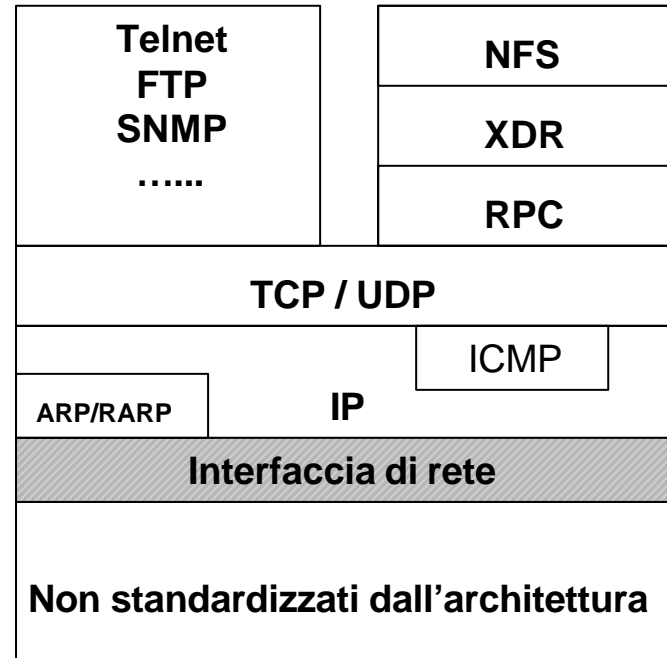 Telnet
FTP
SNMP
…...
NFS
XDR
RPC
TCP / UDP
ICMP
ARP/RARP
IP
Interfaccia di rete
Non standardizzati dall’architettura